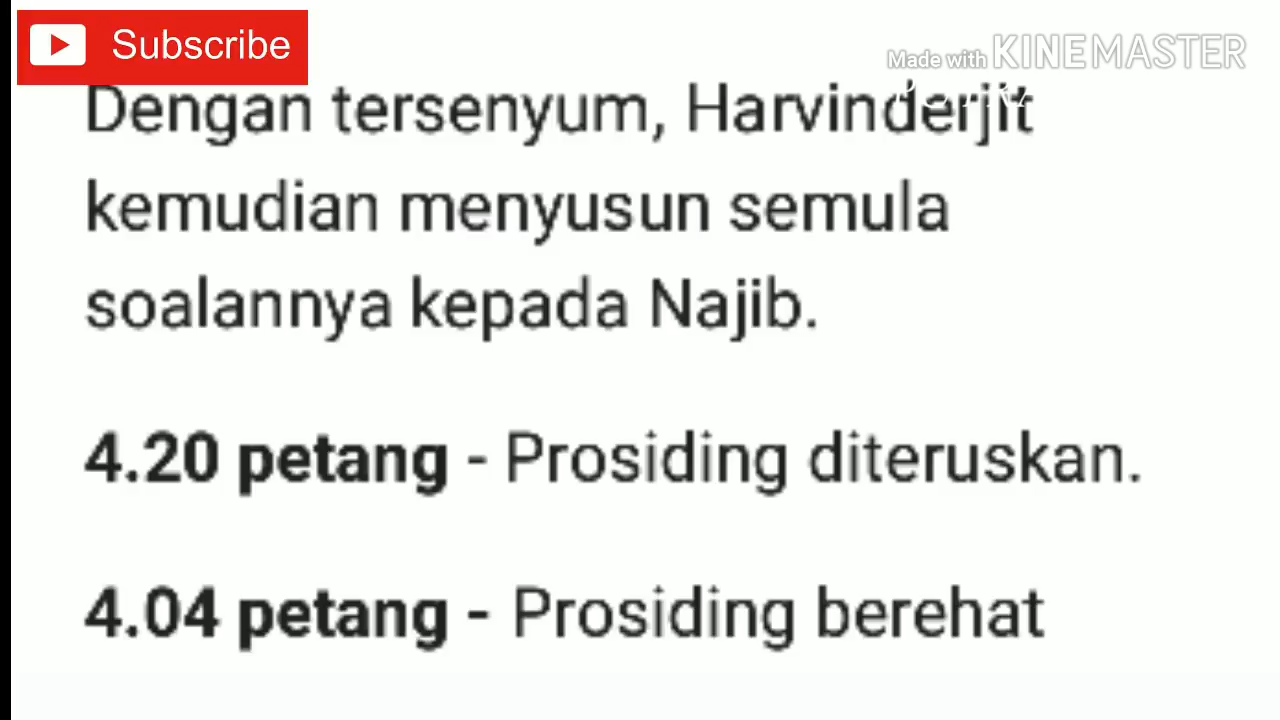 Subscribe
Made with KINEMASTER
Dengan tersenyum, Harvinderjit
kemudian menyusun semula
soalannya kepada Najib.
4.20 petang - Prosiding diteruskan.
4.04 petang - Prosiding berehat